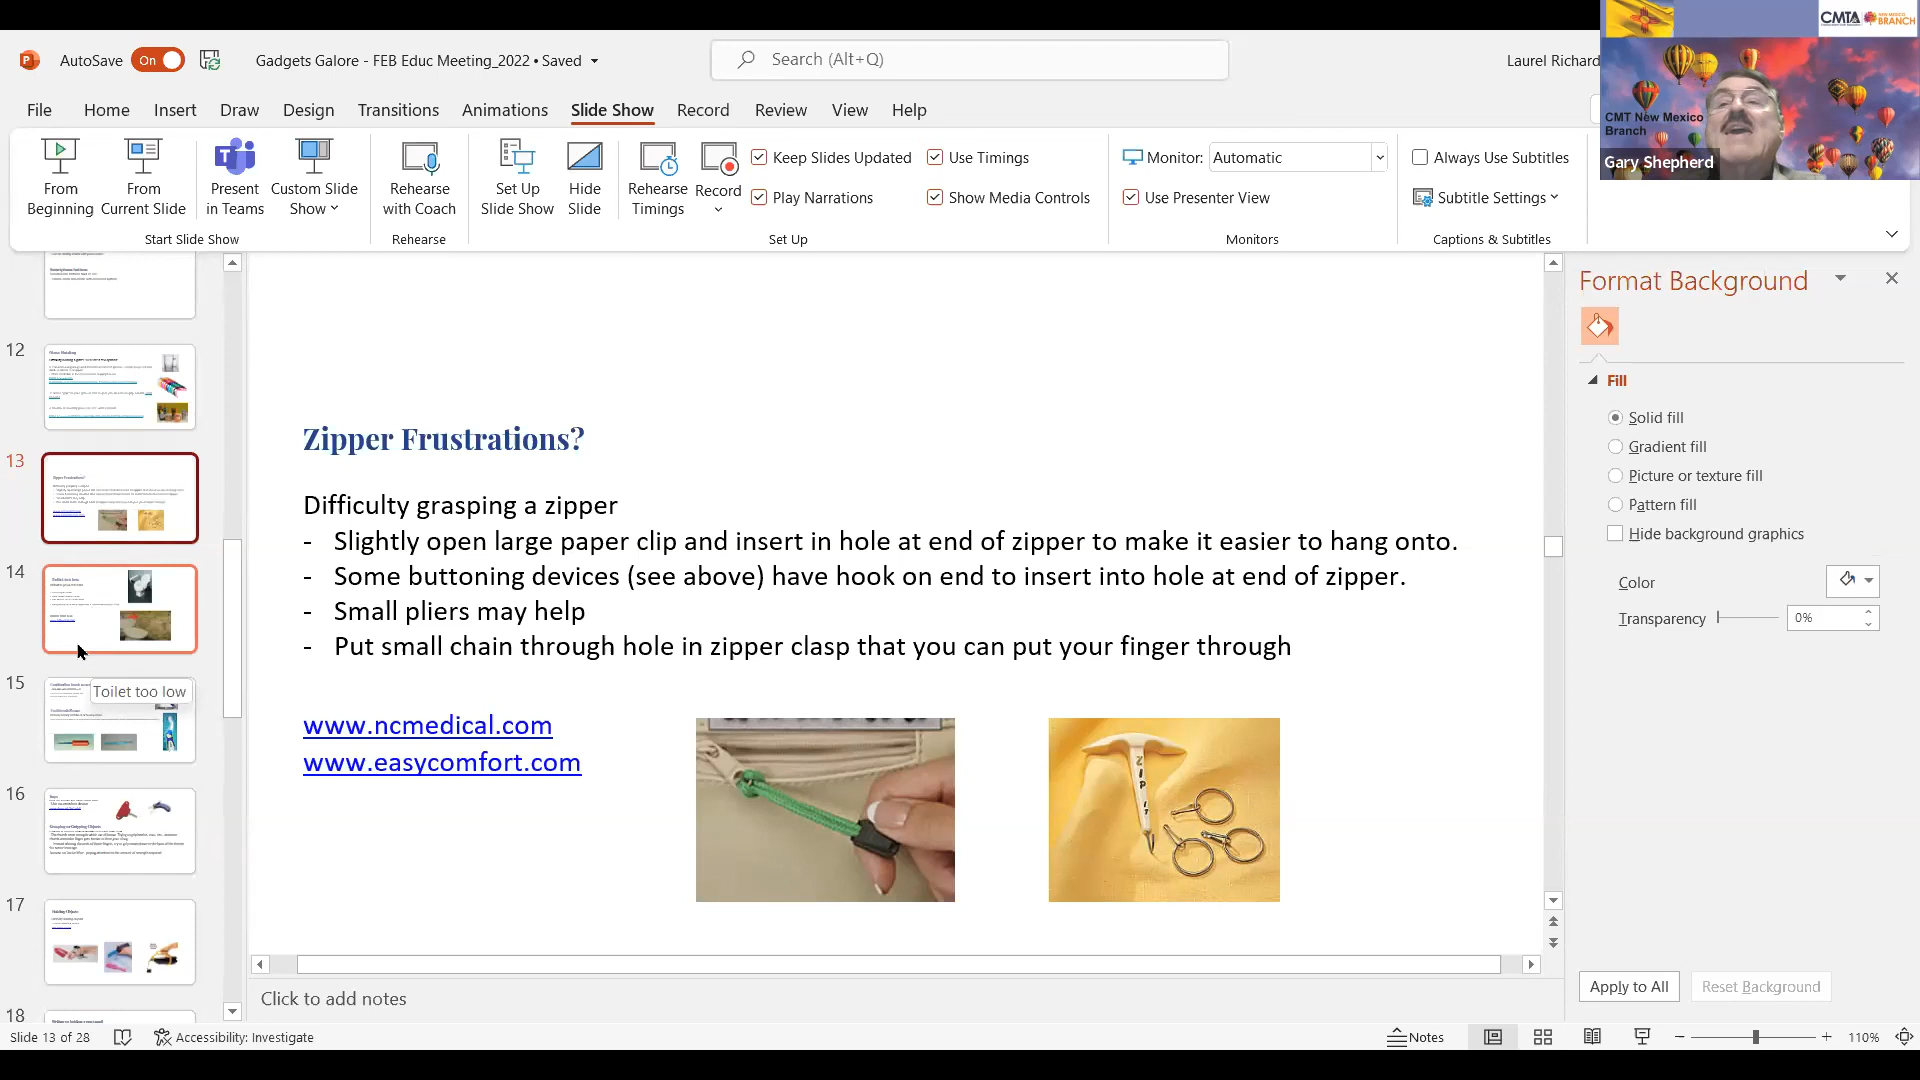 AutoSave On Gadgets Galore - FEB Educ Meeting_2022 • Saved Search (Alt+Q) Laurel Richard
CMTA NEW MEXICO BRANCH
CMT New Mexico
Branch
Gary Shepherd
File Home Insert Draw Design Transitions Animations Slide Show Record Review View Help
From Beginning
From Current Slide
Present in Teams
Custom Slide Show
Start Slide Show
Rehearse with Coach
Rehearse
Set Up Slide Show
Hide Slide
Rehearse Timings
Record
Keep Slides Updated
Play Narrations
Use Timings
Show Media Controls
Set Up
Monitor: Automatic
Use Presenter View
Monitors
Always Use Subtitles
Subtitle Settings
Captions & Subtitles
12
13
14
Toilet too low
15
16
17
18
Zipper Frustrations?
Difficulty grasping a zipper
- Slightly open large paper clip and insert in hole at end of zipper to make it easier to hang onto.
- Some buttoning devices (see above) have hook on end to insert into hole at end of zipper.
- Small pliers may help
- Put small chain through hole in zipper clasp that you can put your finger through
www.ncmedical.com
www.easycomfort.com
ZIP IT
Click to add notes
Format Background
Fill
Solid fill
Gradient fill
Picture or texture fill
Pattern fill
Hide background graphics
Color
Transparency 0%
Apply to All Reset Background
Slide 13 of 28 Accessibility: Investigate Notes 110%